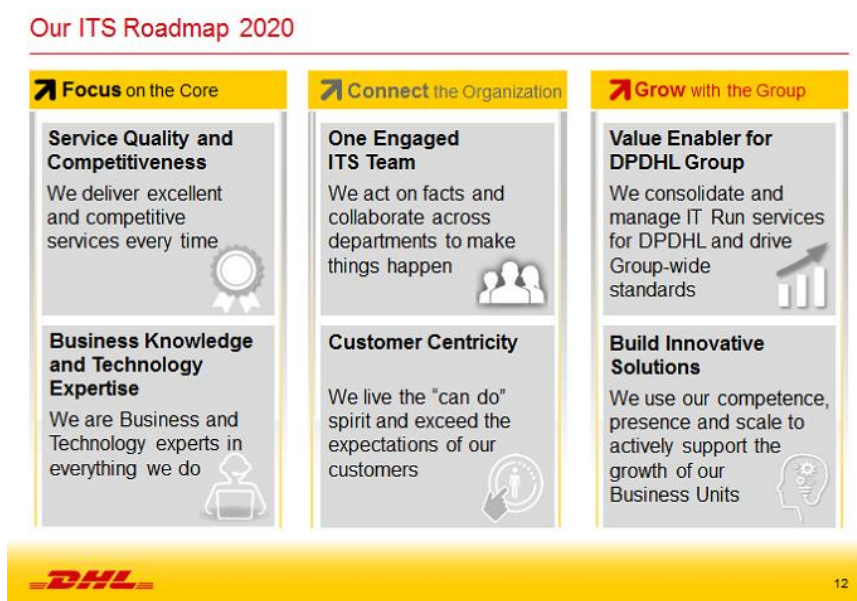 Our ITS Roadmap 2020
Focus on the Core
Service Quality and
Competitiveness
We deliver excellent
and competitive
services every time
Business Knowledge
and Technology
Expertise
We are Business and
Technology experts in
everything we do
Connect the Organization
One Engaged
ITS Team
We act on facts and
collaborate across
departments to make
things happen
Customer Centricity
We live the “can do”
spirit and exceed the
expectations of our
customers
Grow with the Group
Value Enabler for
DPDHL Group
We consolidate and
manage IT Run services
for DPDHL and drive
Group-wide
standards
Build Innovative
Solutions
We use our competence,
presence and scale to
actively support the
growth of our
Business Units
DHL
12